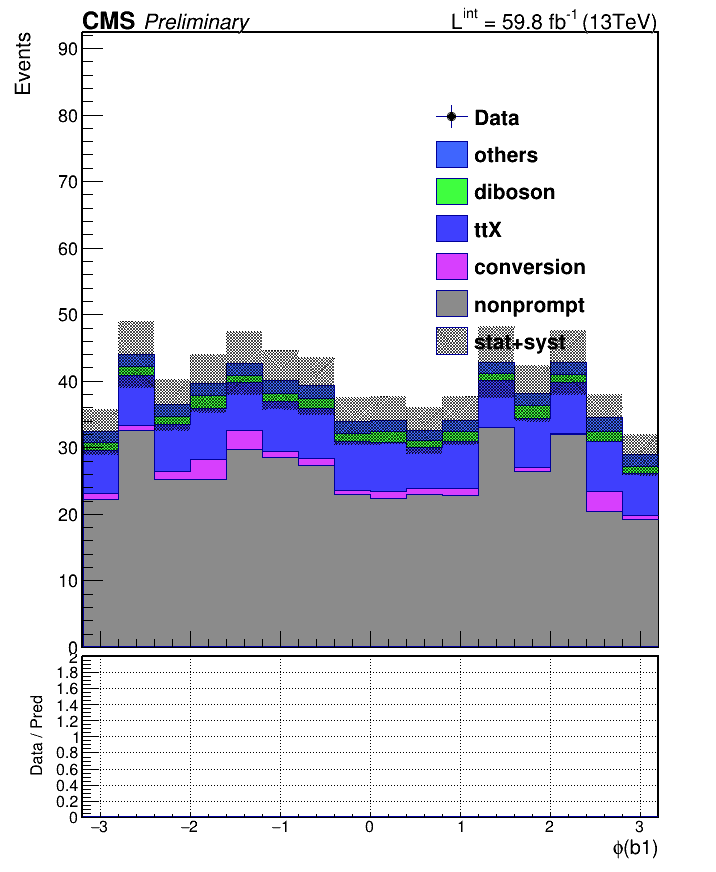 CMS Preliminary
L^int = 59.8 fb^-1 (13TeV)
Events
90
80
70
60
50
40
30
20
10
0
Data
others
diboson
ttX
conversion
nonprompt
stat+syst
Data / Pred
2
1.8
1.6
1.4
1.2
1
0.8
0.6
0.4
0.2
0
−3 −2 −1 0 1 2 3
ϕ(b1)